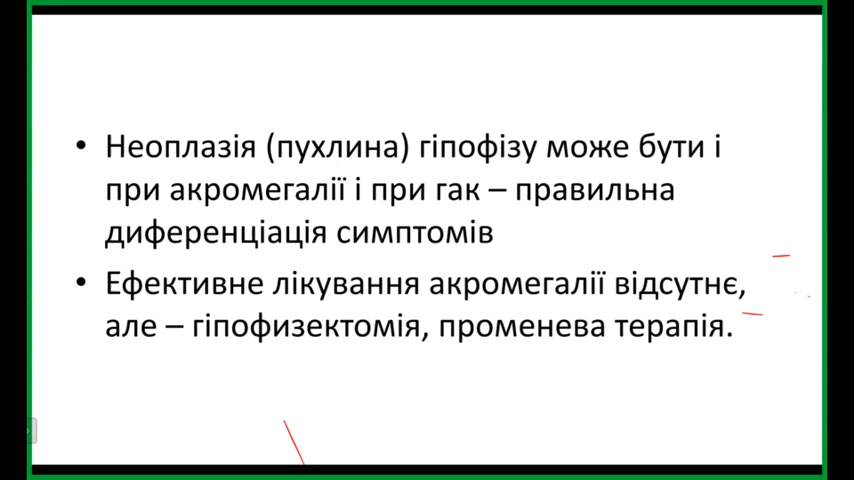 • Неоплазія (пухлина) гіпофізу може бути і
при акромегалії і при гак – правильна
диференціація симптомів
• Ефективне лікування акромегалії відсутнє,
але – гіпофизектомія, променева терапія.